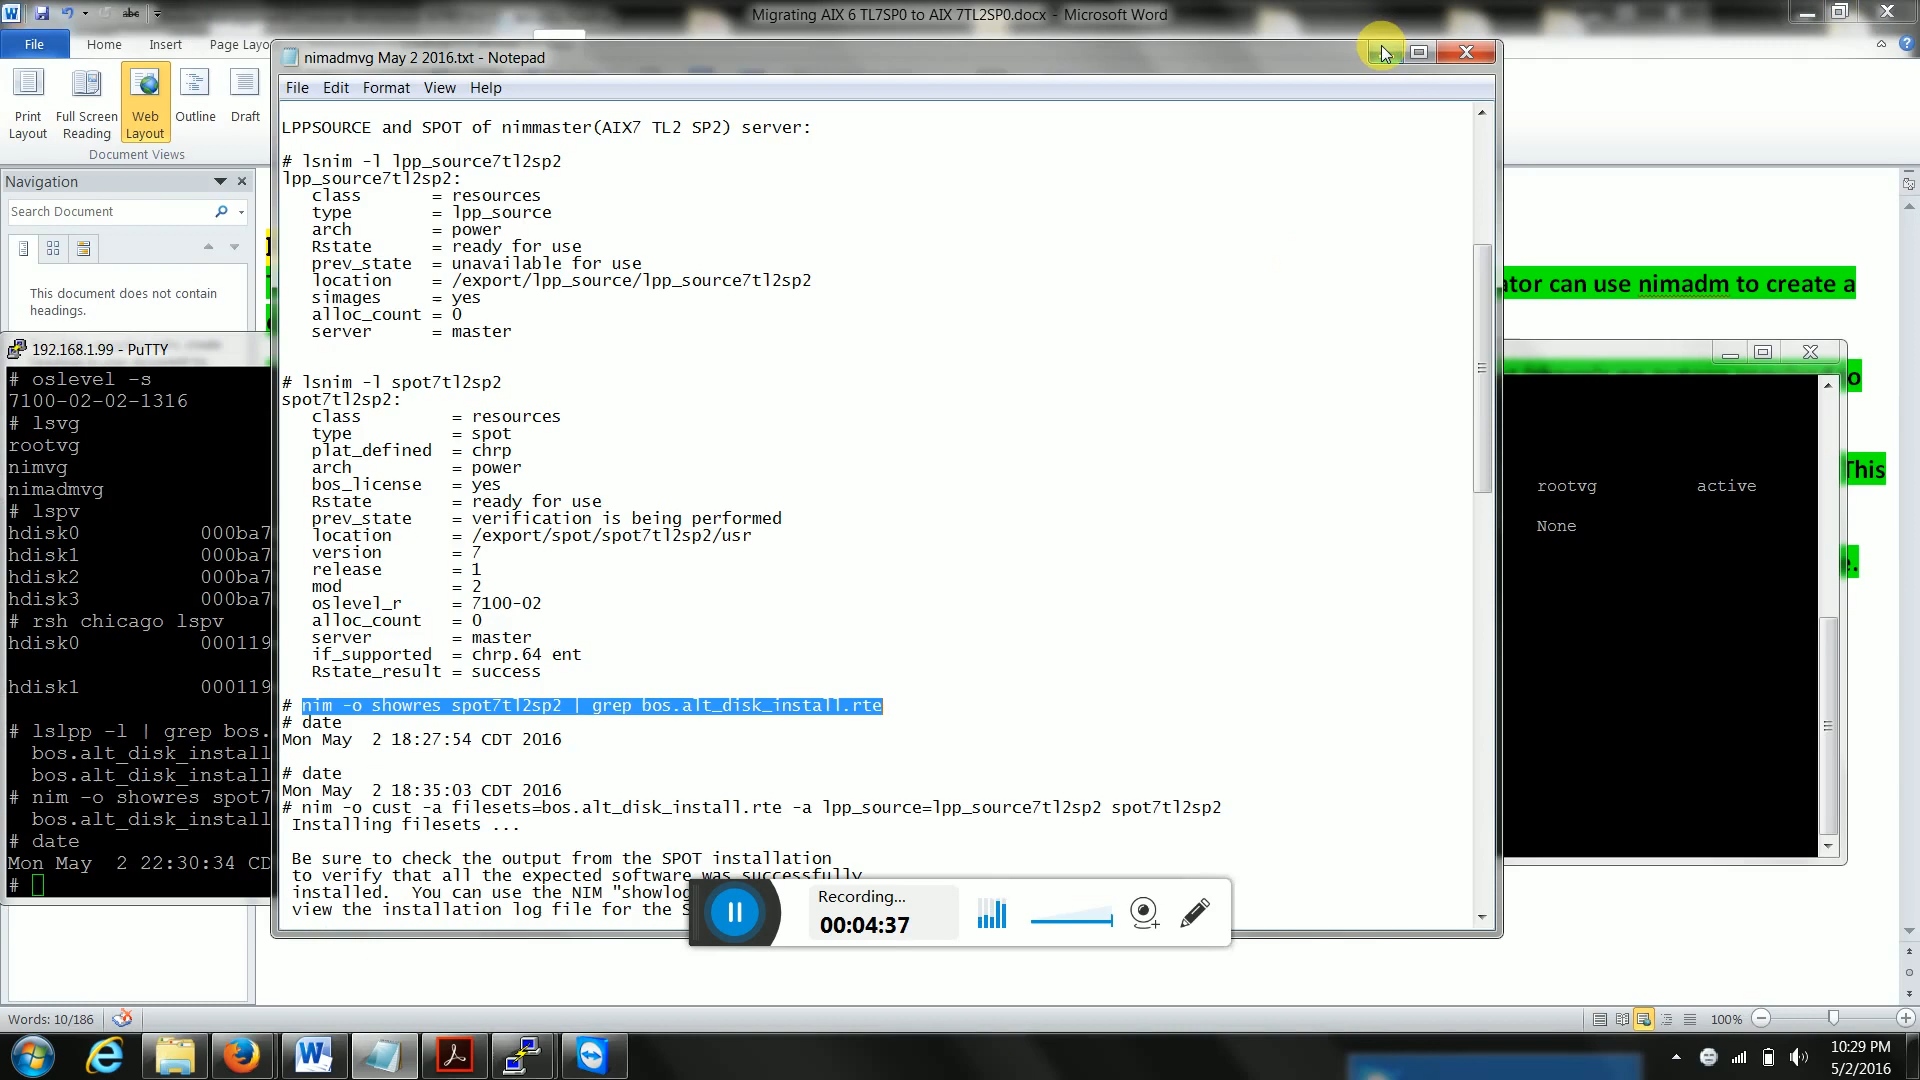 Migrating AIX 6 TL7SP0 to AIX 7TL2SP0.docx - Microsoft Word
File
Home
Insert
Page Layo
Print Layout
Full Screen Reading
Web Layout
Outline
Draft
Document Views
Navigation
Search Document
This document does not contain
headings.
nimadmvg May 2 2016.txt - Notepad
File Edit Format View Help
LPPSOURCE and SPOT of nimmaster(AIX7 TL2 SP2) server:
# lsnim -l lpp_source7tl2sp2
lpp_source7tl2sp2:
class = resources
type = lpp_source
arch = power
Rstate = ready for use
prev_state = unavailable for use
location = /export/lpp_source/lpp_source7tl2sp2
simages = yes
alloc_count = 0
server = master
# lsnim -l spot7tl2sp2
spot7tl2sp2:
class = resources
type = spot
plat_defined = chrp
arch = power
bos_license = yes
Rstate = ready for use
prev_state = verification is being performed
location = /export/spot/spot7tl2sp2/usr
version = 7
release = 1
mod = 2
oslevel_r = 7100-02
alloc_count = 0
server = master
if_supported = chrp.64 ent
Rstate_result = success
# nim -o showres spot7tl2sp2 | grep bos.alt_disk_install.rte
# date
Mon May  2 18:27:54 CDT 2016
# date
Mon May  2 18:35:03 CDT 2016
# nim -o cust -a filesets=bos.alt_disk_install.rte -a lpp_source=lpp_source7tl2sp2 spot7tl2sp2
Installing filesets ...
Be sure to check the output from the SPOT installation
to verify that all the expected software was successfully
installed.  You can use the NIM "showlog
view the installation log file for the S
192.168.1.99 - PuTTY
# oslevel -s
7100-02-02-1316
# lsvg
rootvg
nimvg
nimadmvg
# lspv
hdisk0 000ba7
hdisk1 000ba7
hdisk2 000ba7
hdisk3 000ba7
# rsh chicago lspv
hdisk0 000119
hdisk1 000119
# lslpp -l | grep bos.
bos.alt_disk_install
bos.alt_disk_install
# nim -o showres spot7
bos.alt_disk_install
# date
Mon May  2 22:30:34 CD
#
ator can use nimadm to create a
o
This
e.
rootvg active
None
Recording...
00:04:37
Words: 10/186
100%
10:29 PM
5/2/2016